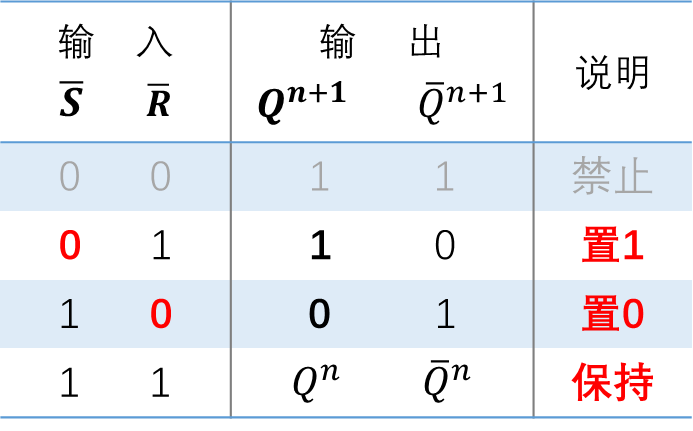 输 入 输 出 说明
S̅ R̅ Qⁿ⁺¹ Q̅ⁿ⁺¹
0 0 1 1 禁止
0 1 1 0 置1
1 0 0 1 置0
1 1 Qⁿ Q̅ⁿ 保持